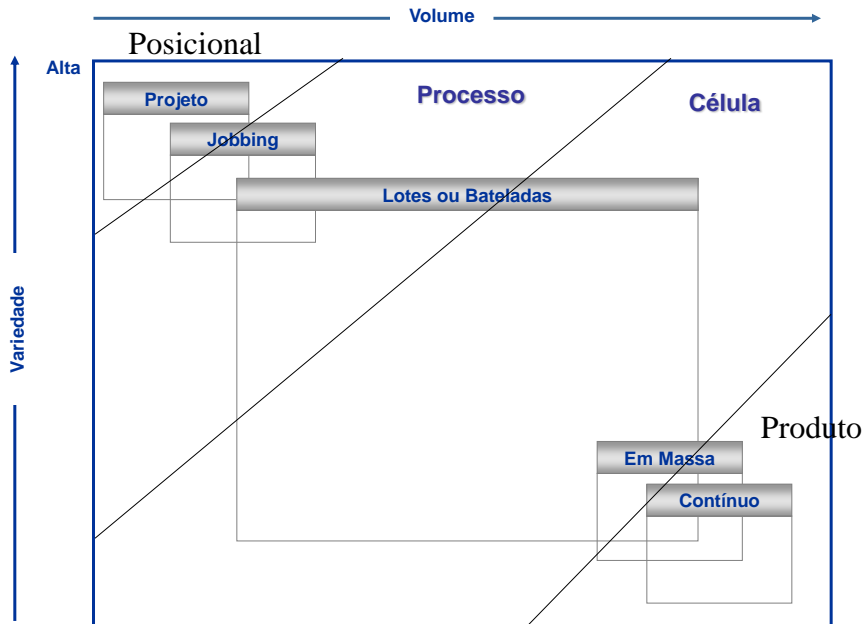 Volume
Posicional
Alta
Projeto
Processo
Célula
Jobbing
Lotes ou Bateladas
Variedade
Produto
Em Massa
Contínuo